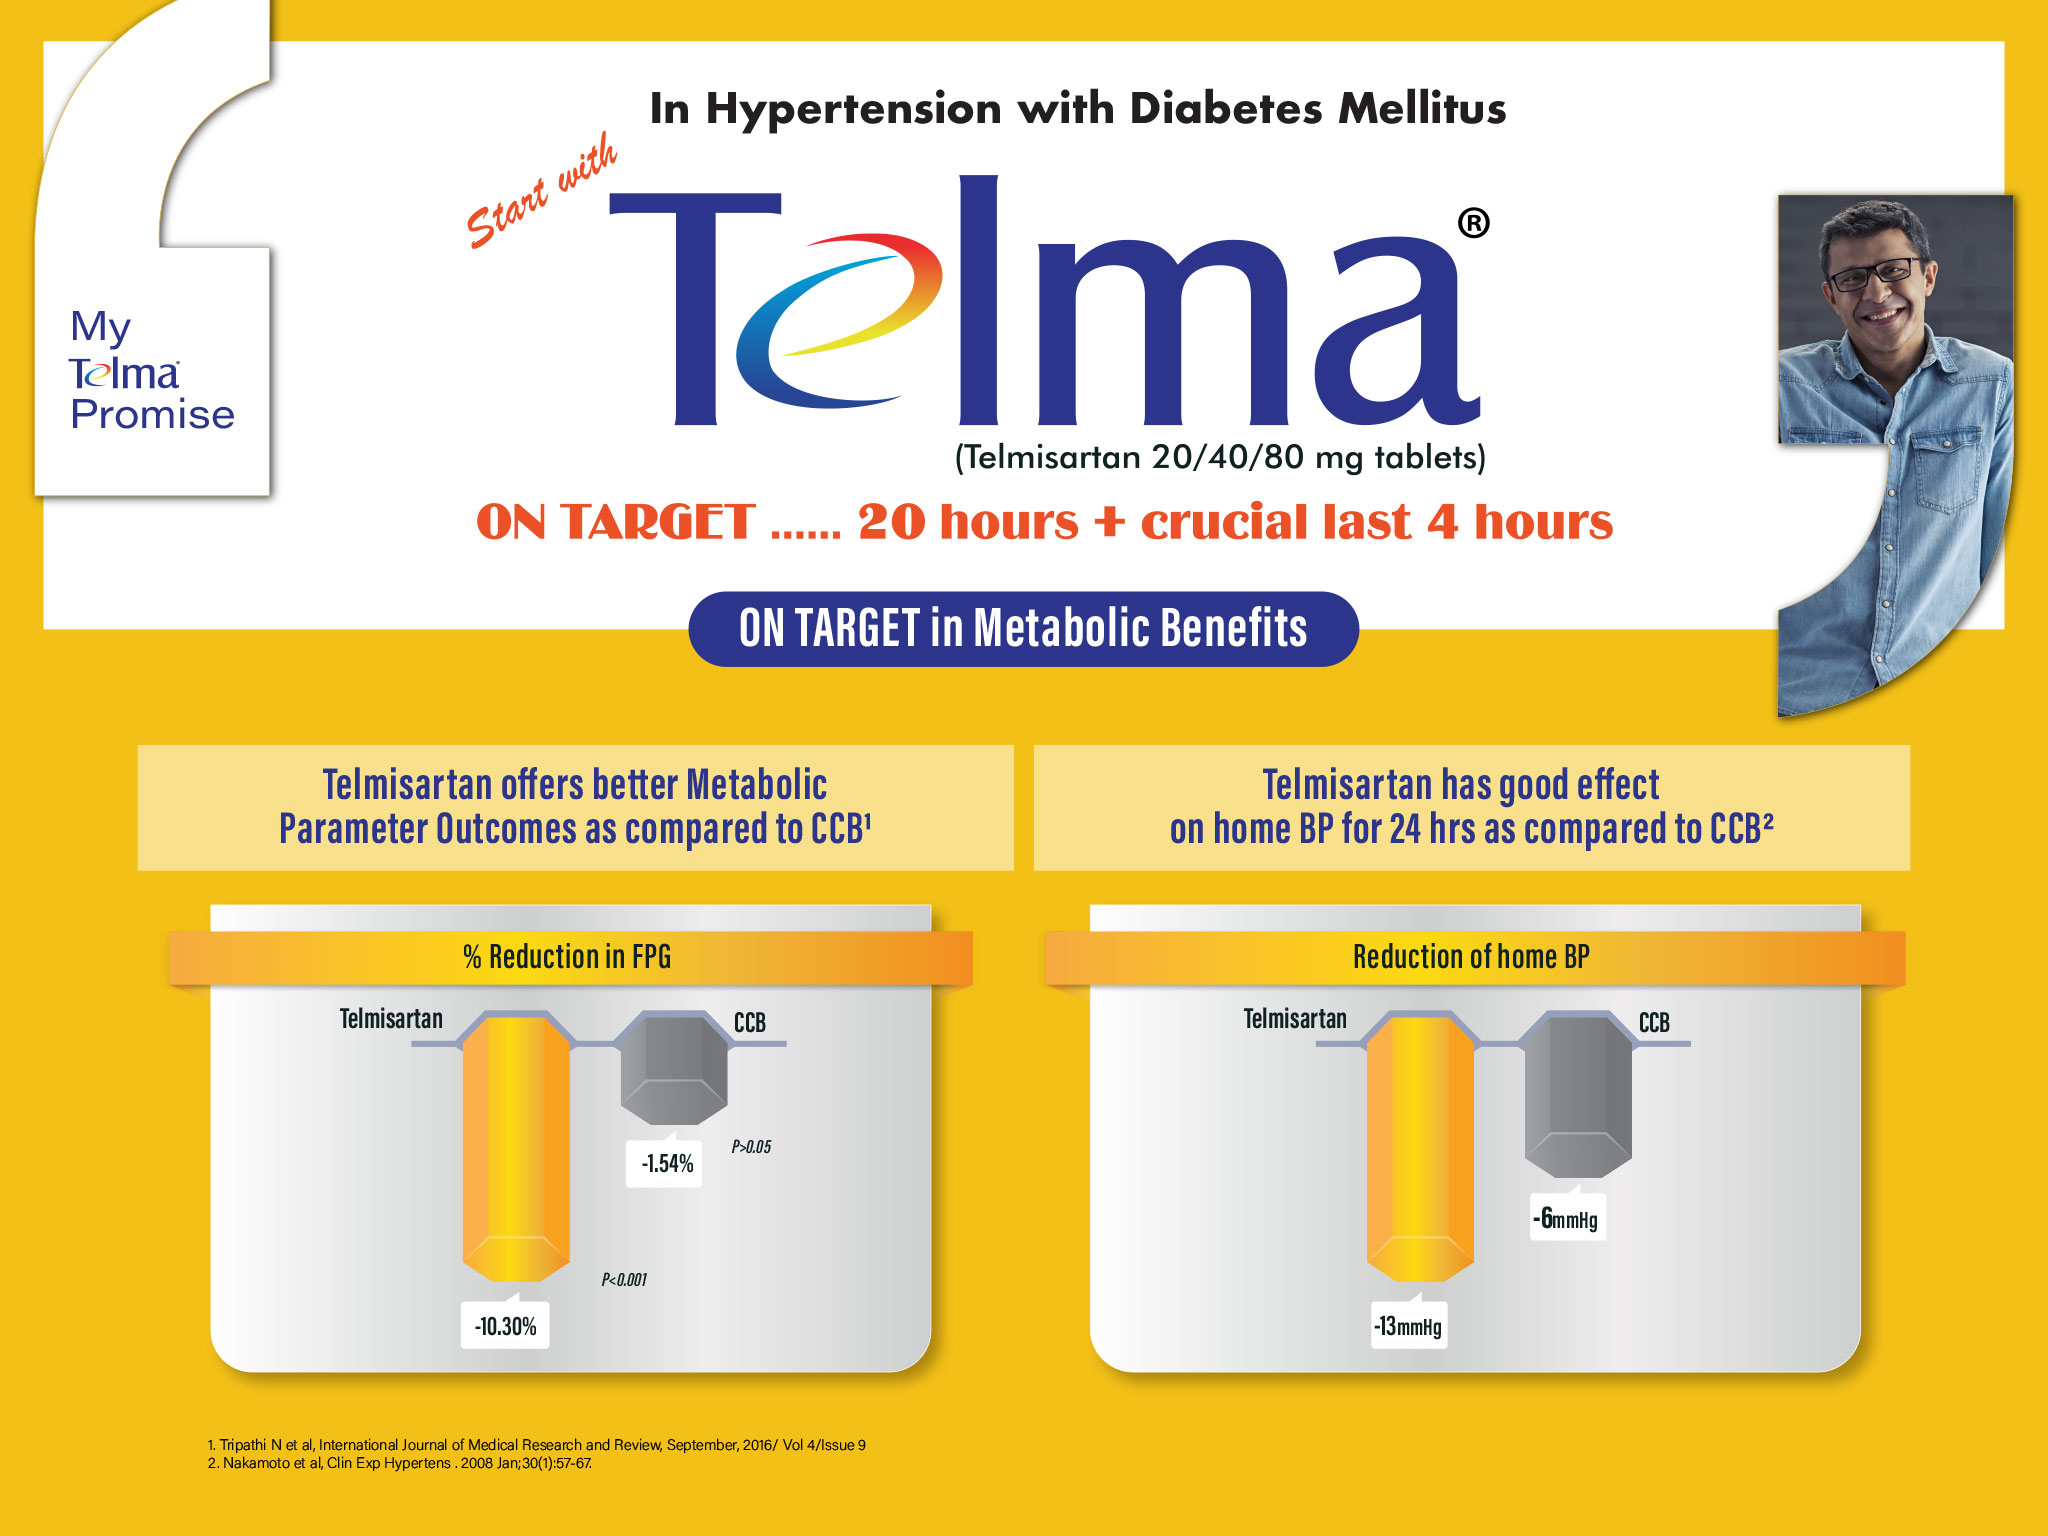 In Hypertension with Diabetes Mellitus
Start with
Telma®
(Telmisartan 20/40/80 mg tablets)
ON TARGET ...... 20 hours + crucial last 4 hours
My
Telma®
Promise
ON TARGET in Metabolic Benefits
Telmisartan offers better Metabolic
Parameter Outcomes as compared to CCB¹
% Reduction in FPG
Telmisartan
CCB
-1.54%
P>0.05
P<0.001
-10.30%
Telmisartan has good effect
on home BP for 24 hrs as compared to CCB²
Reduction of home BP
Telmisartan
CCB
-6mmHg
-13mmHg
1. Tripathi N et al, International Journal of Medical Research and Review, September, 2016/ Vol 4/Issue 9
2. Nakamoto et al, Clin Exp Hypertens . 2008 Jan;30(1):57-67.